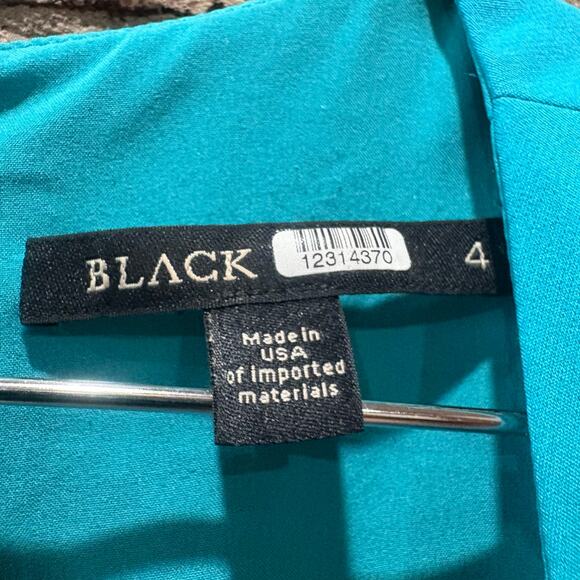 BLACK
12314370
4
Made in
USA
of imported
materials